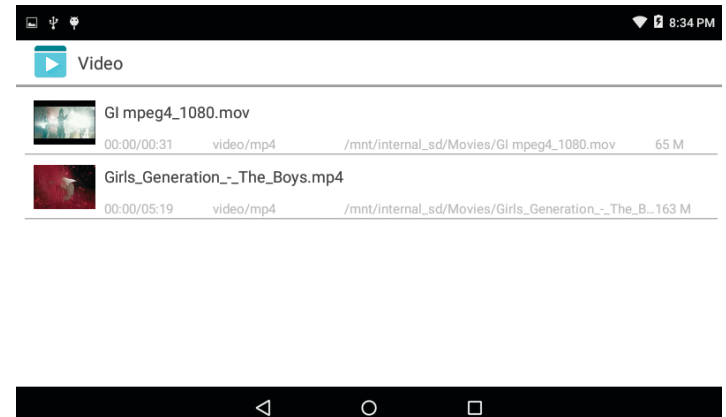 8:34 PM
Video
GI mpeg4_1080.mov
00:00/00:31 video/mp4 /mnt/internal_sd/Movies/GI mpeg4_1080.mov 65 M
Girls_Generation_-_The_Boys.mp4
00:00/05:19 video/mp4 /mnt/internal_sd/Movies/Girls_Generation_-_The_B...163 M